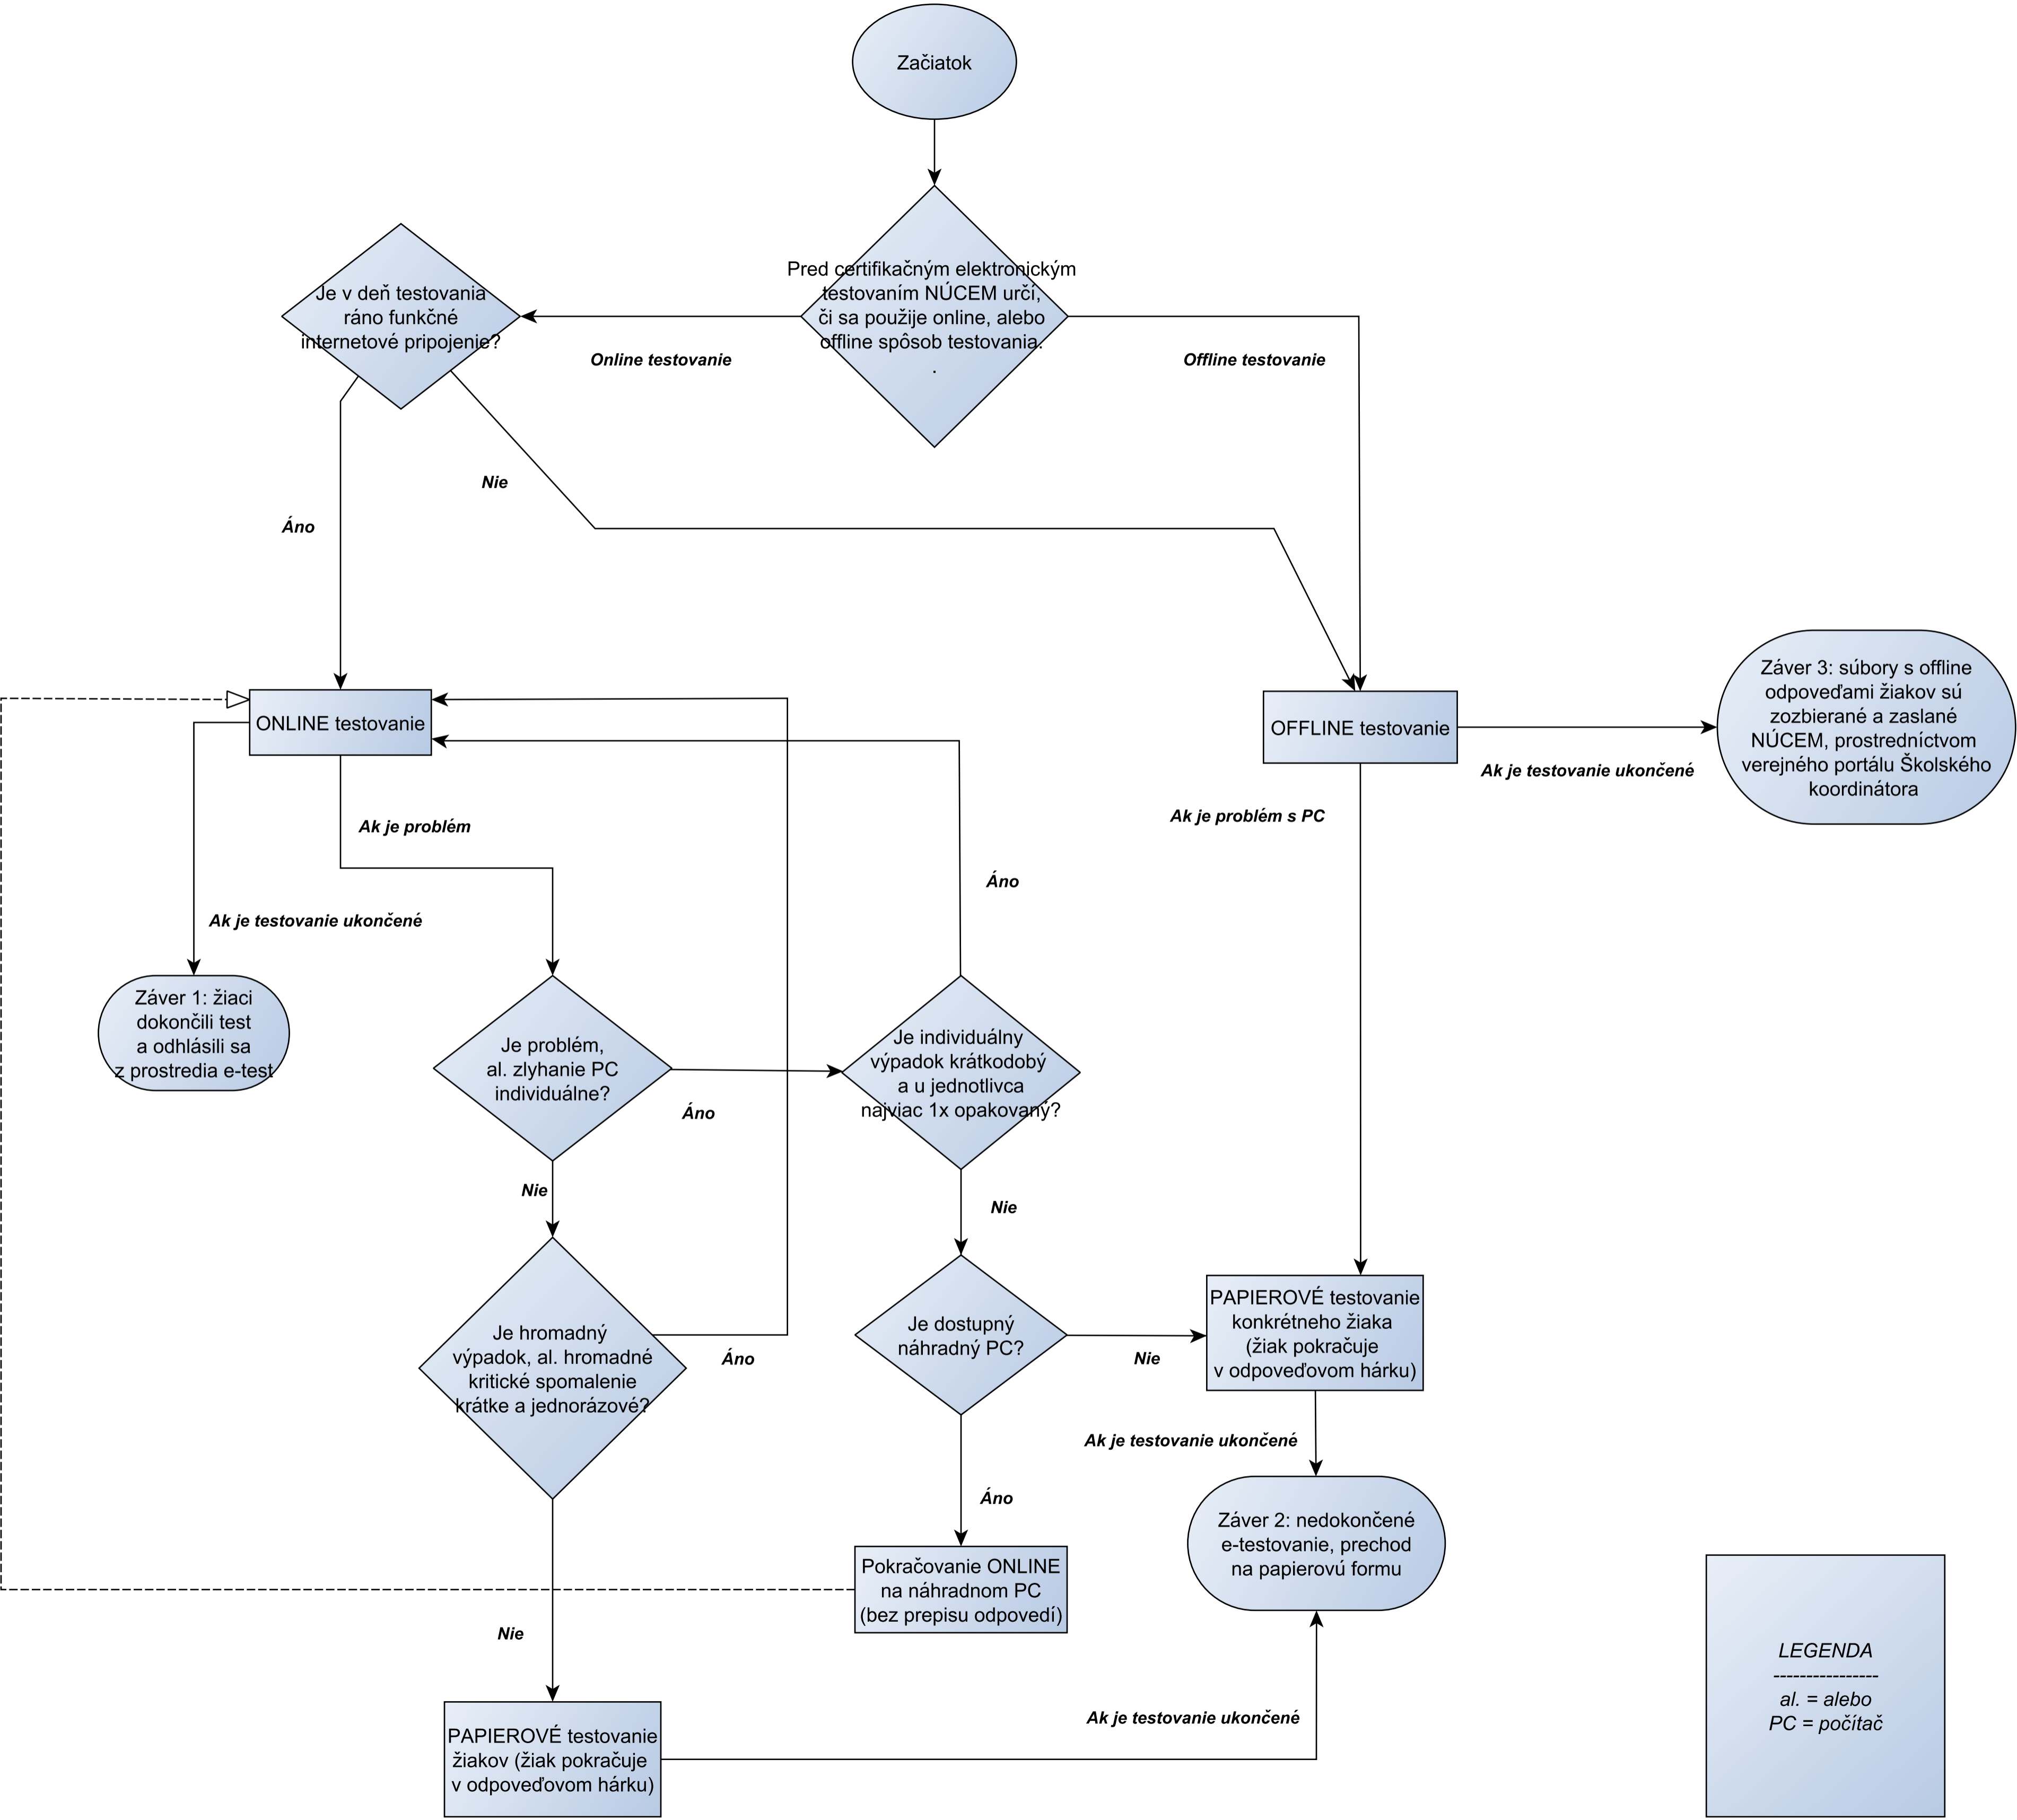 Začiatok
Pred certifikačným elektronickým
testovaním NÚCEM určí,
či sa použije online, alebo
offline spôsob testovania.
.
Je v deň testovania
ráno funkčné
internetové pripojenie?
Online testovanie
Offline testovanie
Nie
Áno
ONLINE testovanie
OFFLINE testovanie
Záver 3: súbory s offline
odpoveďami žiakov sú
zozbierané a zaslané
NÚCEM, prostredníctvom
verejného portálu Školského
koordinátora
Ak je testovanie ukončené
Ak je problém s PC
Ak je problém
Áno
Ak je testovanie ukončené
Záver 1: žiaci
dokončili test
a odhlásili sa
z prostredia e-test
Je problém,
al. zlyhanie PC
individuálne?
Áno
Je individuálny
výpadok krátkodobý
a u jednotlivca
najviac 1x opakovaný?
Nie
Nie
Je hromadný
výpadok, al. hromadné
kritické spomalenie
krátke a jednorázové?
Áno
Je dostupný
náhradný PC?
Nie
PAPIEROVÉ testovanie
konkrétneho žiaka
(žiak pokračuje
v odpoveďovom hárku)
Ak je testovanie ukončené
Áno
Záver 2: nedokončené
e-testovanie, prechod
na papierovú formu
Pokračovanie ONLINE
na náhradnom PC
(bez prepisu odpovedí)
Nie
PAPIEROVÉ testovanie
žiakov (žiak pokračuje
v odpoveďovom hárku)
Ak je testovanie ukončené
LEGENDA
----------------
al. = alebo
PC = počítač